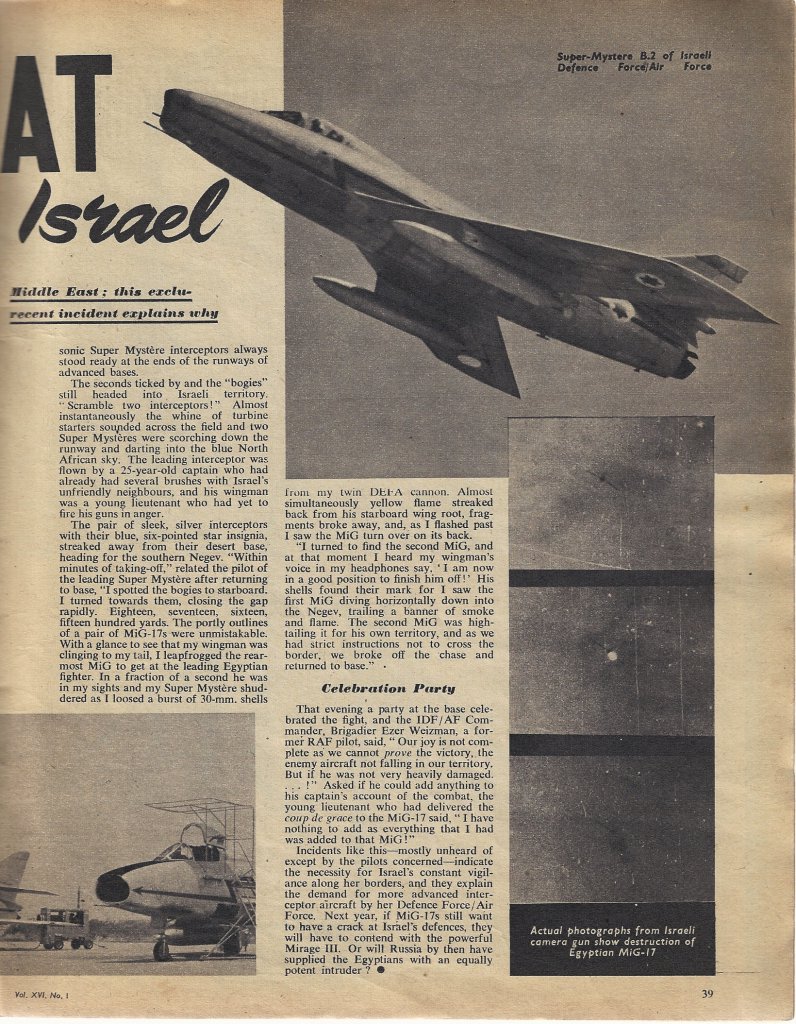 AT
Israel
Super-Mystere B.2 of Israeli
Defence Force/Air Force
Middle East; this exclu-
recent incident explains why
sonic Super Mystère interceptors always
stood ready at the ends of the runways of
advanced bases.
The seconds ticked by and the "bogies"
still headed into Israeli territory.
"Scramble two interceptors!" Almost
instantaneously the whine of turbine
starters sounded across the field and two
Super Mystères were scorching down the
runway and darting into the blue North
African sky. The leading interceptor was
flown by a 25-year-old captain who had
already had several brushes with Israel's
unfriendly neighbours, and his wingman
was a young lieutenant who had yet to
fire his guns in anger.
The pair of sleek, silver interceptors
with their blue, six-pointed star insignia,
streaked away from their desert base,
heading for the southern Negev. "Within
minutes of taking-off," related the pilot of
the leading Super Mystère after returning
to base, "I spotted the bogies to starboard.
I turned towards them, closing the gap
rapidly. Eighteen, seventeen, sixteen,
fifteen hundred yards. The portly outlines
of a pair of MiG-17s were unmistakable.
With a glance to see that my wingman was
clinging to my tail, I leapfrogged the rear-
most MiG to get at the leading Egyptian
fighter. In a fraction of a second he was
in my sights and my Super Mystère shud-
dered as I loosed a burst of 30-mm. shells
from my twin DEFA cannon. Almost
simultaneously yellow flame streaked
back from his starboard wing root, frag-
ments broke away, and, as I flashed past
I saw the MiG turn over on its back.
"I turned to find the second MiG, and
at that moment I heard my wingman's
voice in my headphones say, 'I am now
in a good position to finish him off!' His
shells found their mark for I saw the
first MiG diving horizontally down into
the Negev, trailing a banner of smoke
and flame. The second MiG was high-
tailing it for his own territory, and as we
had strict instructions not to cross the
border, we broke off the chase and
returned to base."
Celebration Party
That evening a party at the base cele-
brated the fight, and the IDF/AF Com-
mander, Brigadier Ezer Weizman, a for-
mer RAF pilot, said, "Our joy is not com-
plete as we cannot prove the victory, the
enemy aircraft not falling in our territory.
But if he was not very heavily damaged.
. . . !" Asked if he could add anything to
his captain's account of the combat, the
young lieutenant who had delivered the
coup de grace to the MiG-17 said, "I have
nothing to add as everything that I had
was added to that MiG!"
Incidents like this—mostly unheard of
except by the pilots concerned—indicate
the necessity for Israel's constant vigil-
ance along her borders, and they explain
the demand for more advanced inter-
ceptor aircraft by her Defence Force/Air
Force. Next year, if MiG-17s still want
to have a crack at Israel's defences, they
will have to contend with the powerful
Mirage III. Or will Russia by then have
supplied the Egyptians with an equally
potent intruder? ●
Actual photographs from Israeli
camera gun show destruction of
Egyptian MiG-17
Vol. XVI, No. 1
39